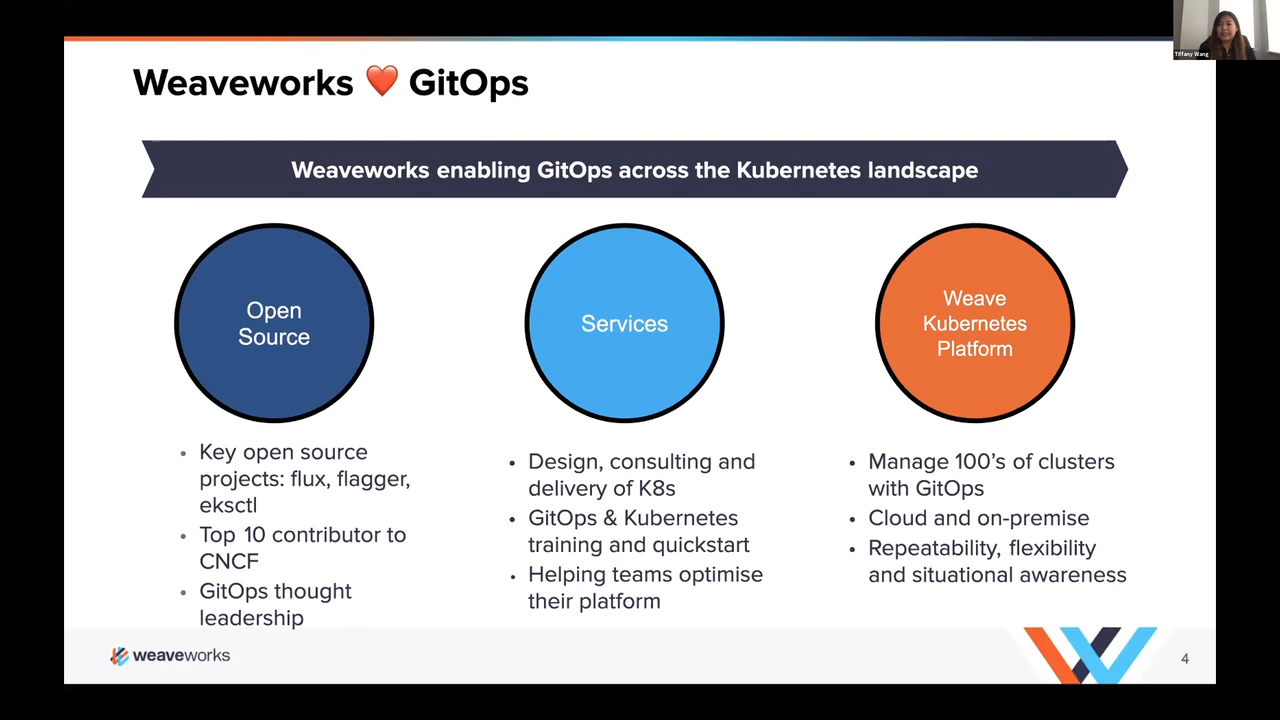 Tiffany Wang
Weaveworks ❤️ GitOps
Weaveworks enabling GitOps across the Kubernetes landscape
Open
Source
Services
Weave
Kubernetes
Platform
• Key open source
projects: flux, flagger,
eksctl
• Top 10 contributor to
CNCF
• GitOps thought
leadership
• Design, consulting and
delivery of K8s
• GitOps & Kubernetes
training and quickstart
• Helping teams optimise
their platform
• Manage 100's of clusters
with GitOps
• Cloud and on-premise
• Repeatability, flexibility
and situational awareness
weaveworks
4